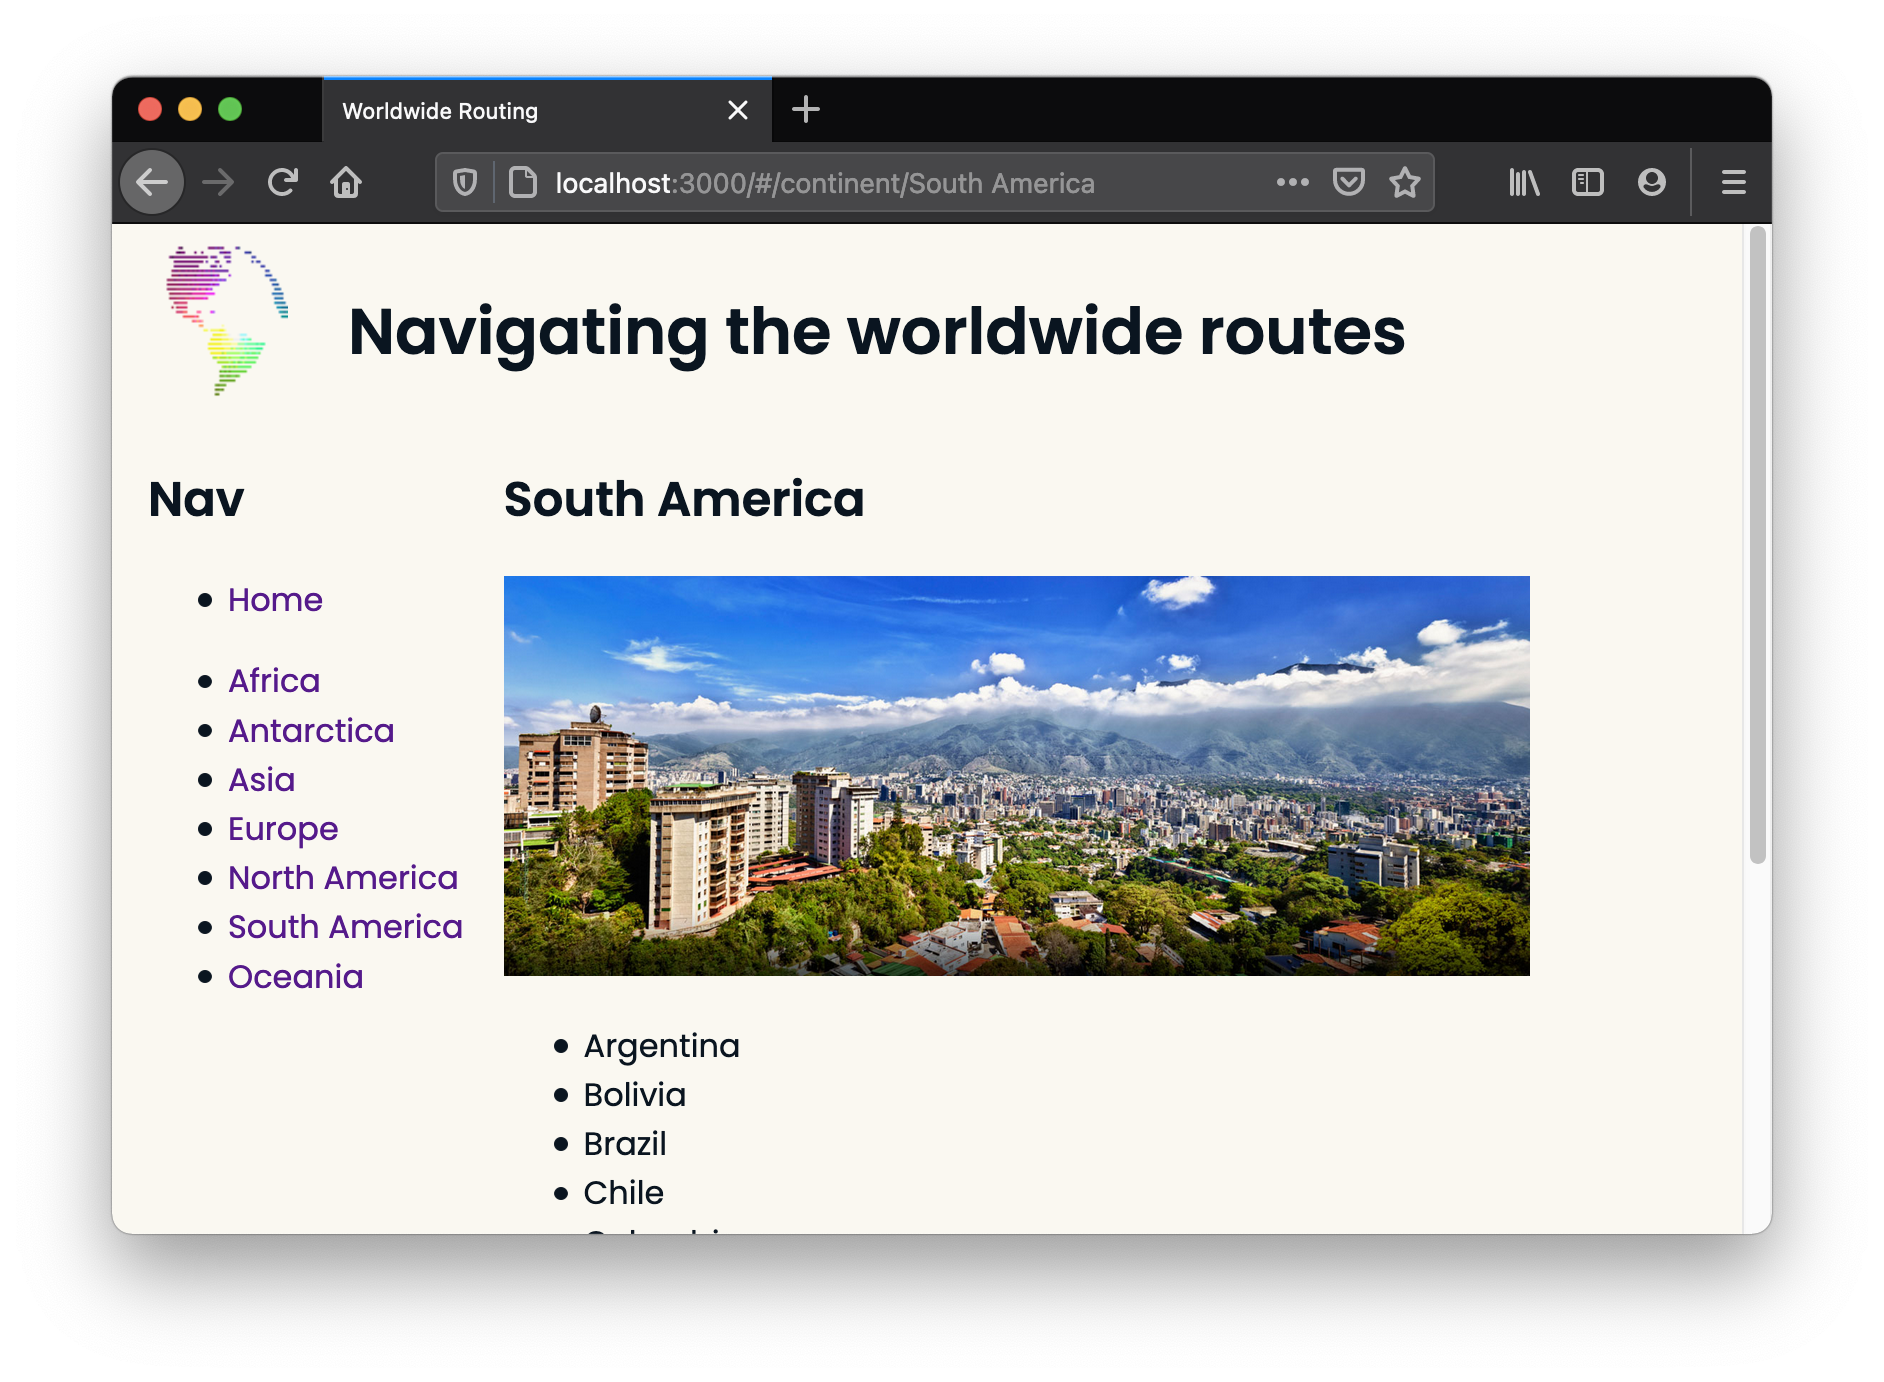 Worldwide Routing
localhost:3000/#/continent/South America
Navigating the worldwide routes
Nav
Home
Africa
Antarctica
Asia
Europe
North America
South America
Oceania
South America
Argentina
Bolivia
Brazil
Chile